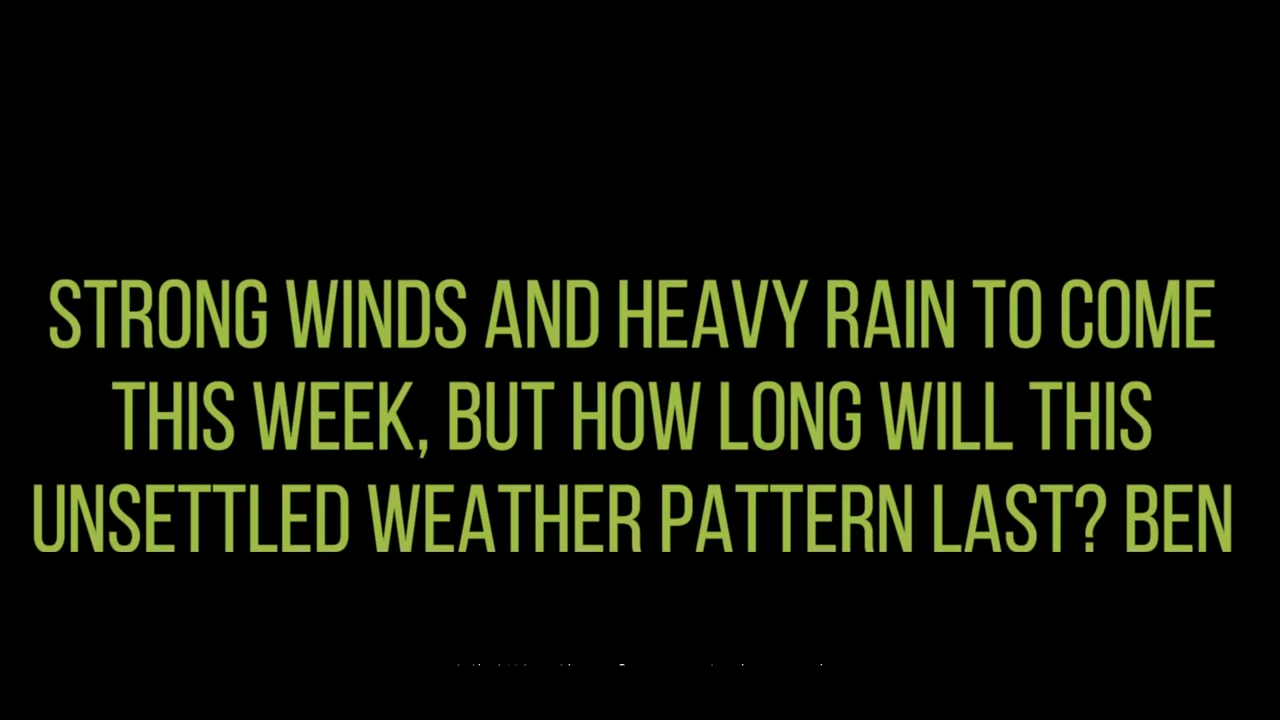 STRONG WINDS AND HEAVY RAIN TO COME
THIS WEEK, BUT HOW LONG WILL THIS
UNSETTLED WEATHER PATTERN LAST? BEN